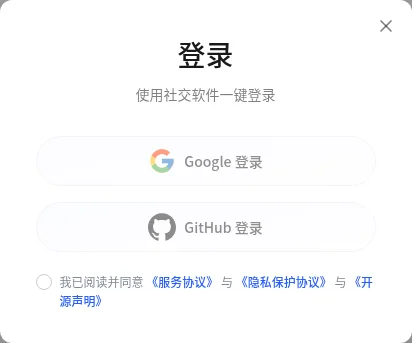 登录
使用社交软件一键登录
Google 登录
GitHub 登录
我已阅读并同意 《服务协议》 与 《隐私保护协议》 与 《开
源声明》